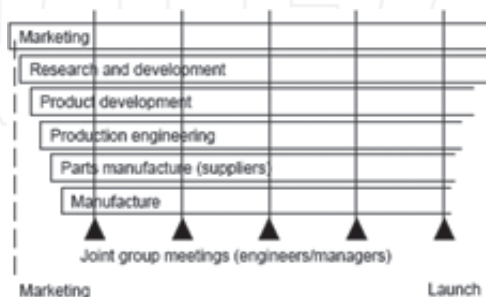 Marketing
Research and development
Product development
Production engineering
Parts manufacture (suppliers)
Manufacture
Joint group meetings (engineers/managers)
Marketing Launch